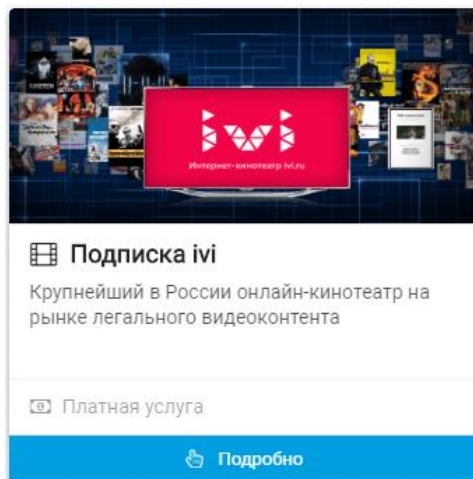 ivi
Интернет-кинотеатр ivi.ru
Подписка ivi
Крупнейший в России онлайн-кинотеатр на
рынке легального видеоконтента
Платная услуга
Подробно